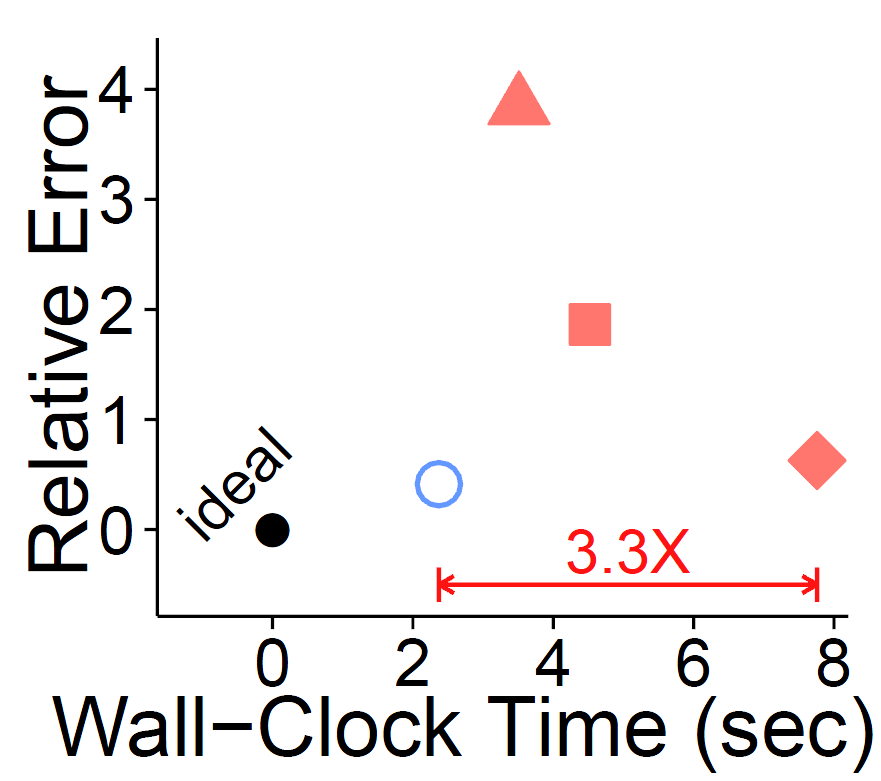 Relative Error
4
3
2
1
0
ideal
3.3X
0 2 4 6 8
Wall−Clock Time (sec)